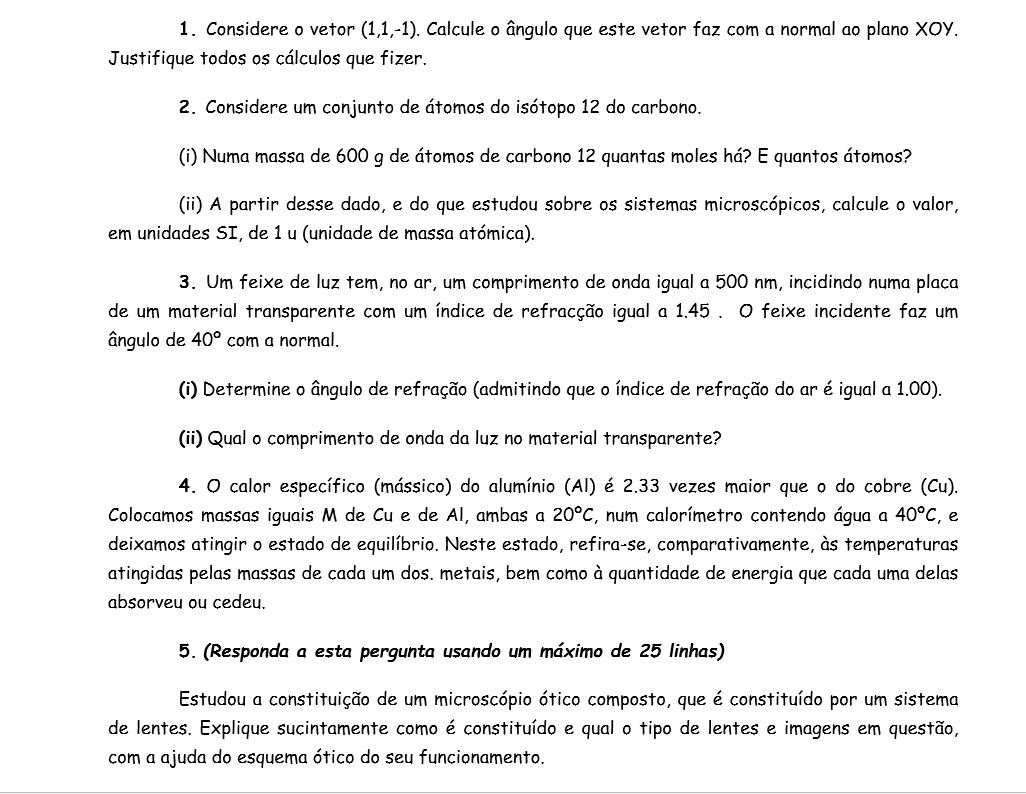 1. Considere o vetor (1,1,-1). Calcule o ângulo que este vetor faz com a normal ao plano XOY.
Justifique todos os cálculos que fizer.
2. Considere um conjunto de átomos do isótopo 12 do carbono.
(i) Numa massa de 600 g de átomos de carbono 12 quantas moles há? E quantos átomos?
(ii) A partir desse dado, e do que estudou sobre os sistemas microscópicos, calcule o valor,
em unidades SI, de 1 u (unidade de massa atómica).
3. Um feixe de luz tem, no ar, um comprimento de onda igual a 500 nm, incidindo numa placa
de um material transparente com um índice de refracção igual a 1.45 . O feixe incidente faz um
ângulo de 40º com a normal.
(i) Determine o ângulo de refração (admitindo que o índice de refração do ar é igual a 1.00).
(ii) Qual o comprimento de onda da luz no material transparente?
4. O calor específico (mássico) do alumínio (Al) é 2.33 vezes maior que o do cobre (Cu).
Colocamos massas iguais M de Cu e de Al, ambas a 20ºC, num calorímetro contendo água a 40ºC, e
deixamos atingir o estado de equilíbrio. Neste estado, refira-se, comparativamente, às temperaturas
atingidas pelas massas de cada um dos. metais, bem como à quantidade de energia que cada uma delas
absorveu ou cedeu.
5. (Responda a esta pergunta usando um máximo de 25 linhas)
Estudou a constituição de um microscópio ótico composto, que é constituído por um sistema
de lentes. Explique sucintamente como é constituído e qual o tipo de lentes e imagens em questão,
com a ajuda do esquema ótico do seu funcionamento.